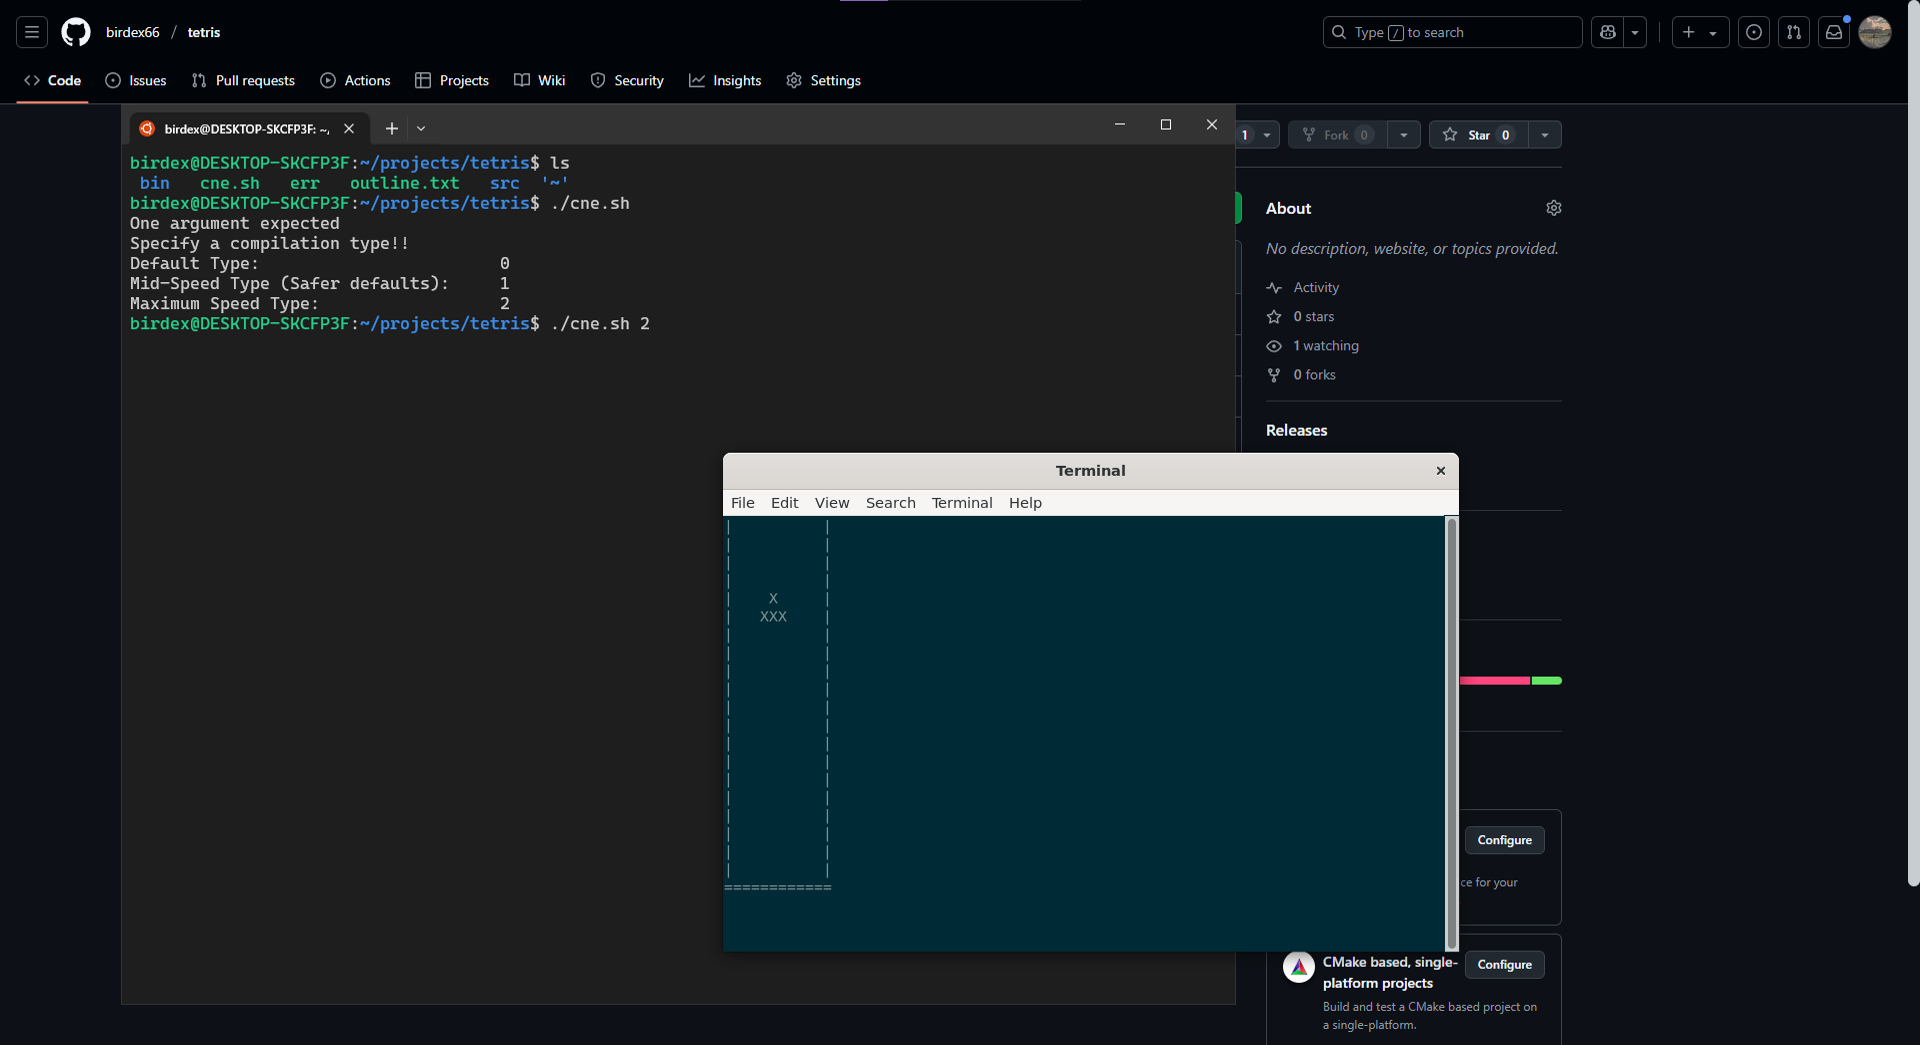 birdex66 / tetris
Type / to search
Code Issues Pull requests Actions Projects Wiki Security Insights Settings
birdex@DESKTOP-SKCFP3F: ~,
1 Fork 0 Star 0
birdex@DESKTOP-SKCFP3F:~/projects/tetris$ ls
bin cne.sh err outline.txt src '~'
birdex@DESKTOP-SKCFP3F:~/projects/tetris$ ./cne.sh
One argument expected
Specify a compilation type!!
Default Type: 0
Mid-Speed Type (Safer defaults): 1
Maximum Speed Type: 2
birdex@DESKTOP-SKCFP3F:~/projects/tetris$ ./cne.sh 2
About
No description, website, or topics provided.
Activity
0 stars
1 watching
0 forks
Releases
Terminal
File Edit View Search Terminal Help
| |
| |
| |
| |
| X |
| XXX |
| |
| |
| |
| |
| |
| |
| |
| |
| |
| |
| |
| |
| |
| |
============
Configure
ce for your
CMake based, single-
platform projects
Configure
Build and test a CMake based project on
a single-platform.